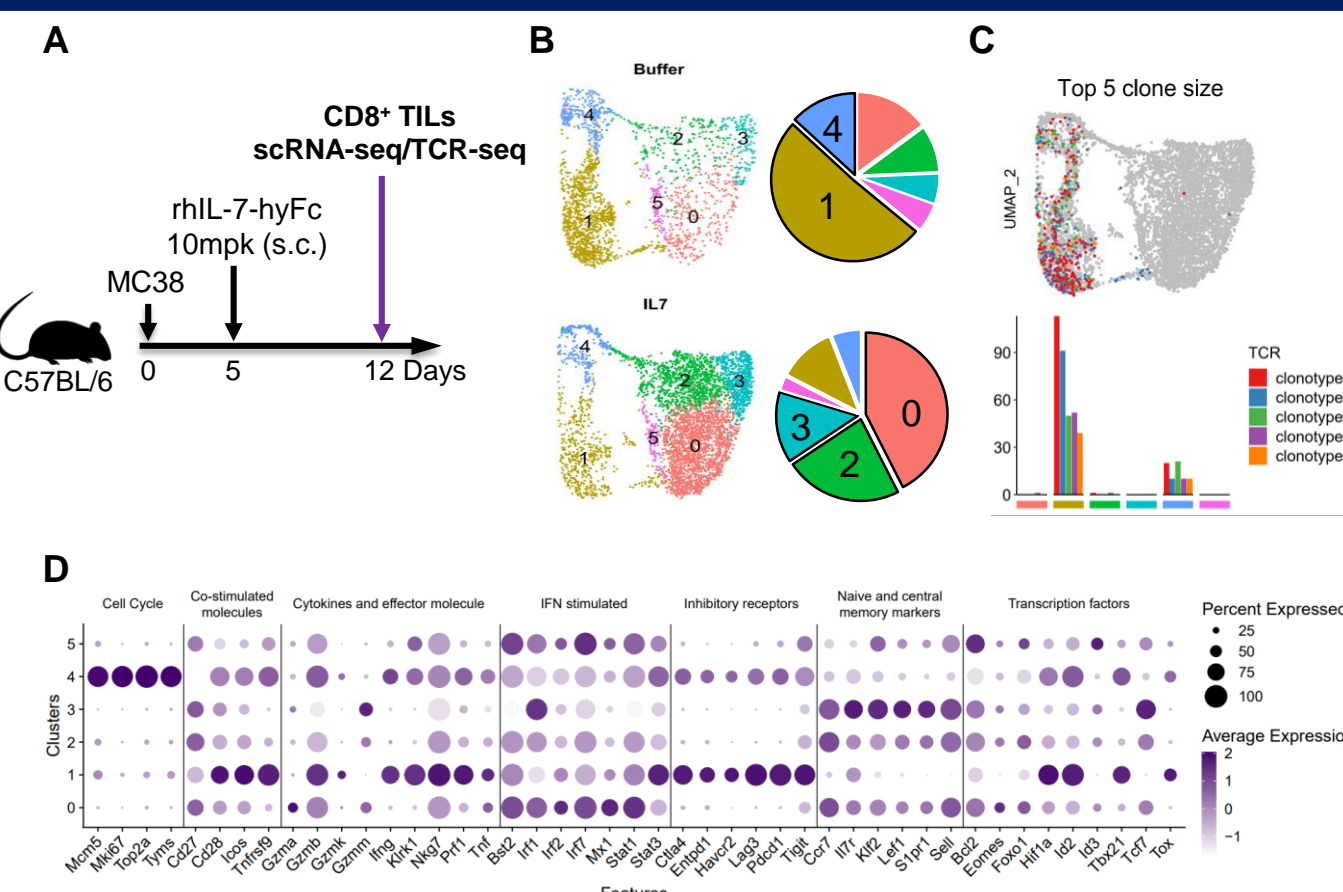 A
CD8+ TILs
scRNA-seq/TCR-seq
rhIL-7-hyFc
10mpk (s.c.)
MC38
C57BL/6
0
5
12 Days
B
Buffer
4
2
3
5
0
1
4
1
IL7
4
2
3
5
0
1
0
3
2
C
Top 5 clone size
UMAP_2
90
60
30
0
TCR
clonotype
clonotype
clonotype
clonotype
clonotype
D
Cell Cycle
Co-stimulated
molecules
Cytokines and effector molecule
IFN stimulated
Inhibitory receptors
Naive and central
memory markers
Transcription factors
Clusters
5
4
3
2
1
0
Mcm5
Mki67
Top2a
Tyms
Cd27
Cd28
Icos
Tnfrsf9
Gzma
Gzmb
Gzmk
Gzmm
Ifng
Klrk1
Nkg7
Prf1
Tnf
Bst2
Irf1
Irf2
Irf7
Mx1
Stat1
Stat3
Ctla4
Entpd1
Havcr2
Lag3
Pdcd1
Tigit
Ccr7
Il7r
Klf2
Lef1
S1pr1
Sell
Bcl2
Eomes
Foxo1
Hif1a
Id2
Id3
Tbx21
Tcf7
Tox
Features
Percent Expressed
25
50
75
100
Average Expressio
2
1
0
−1